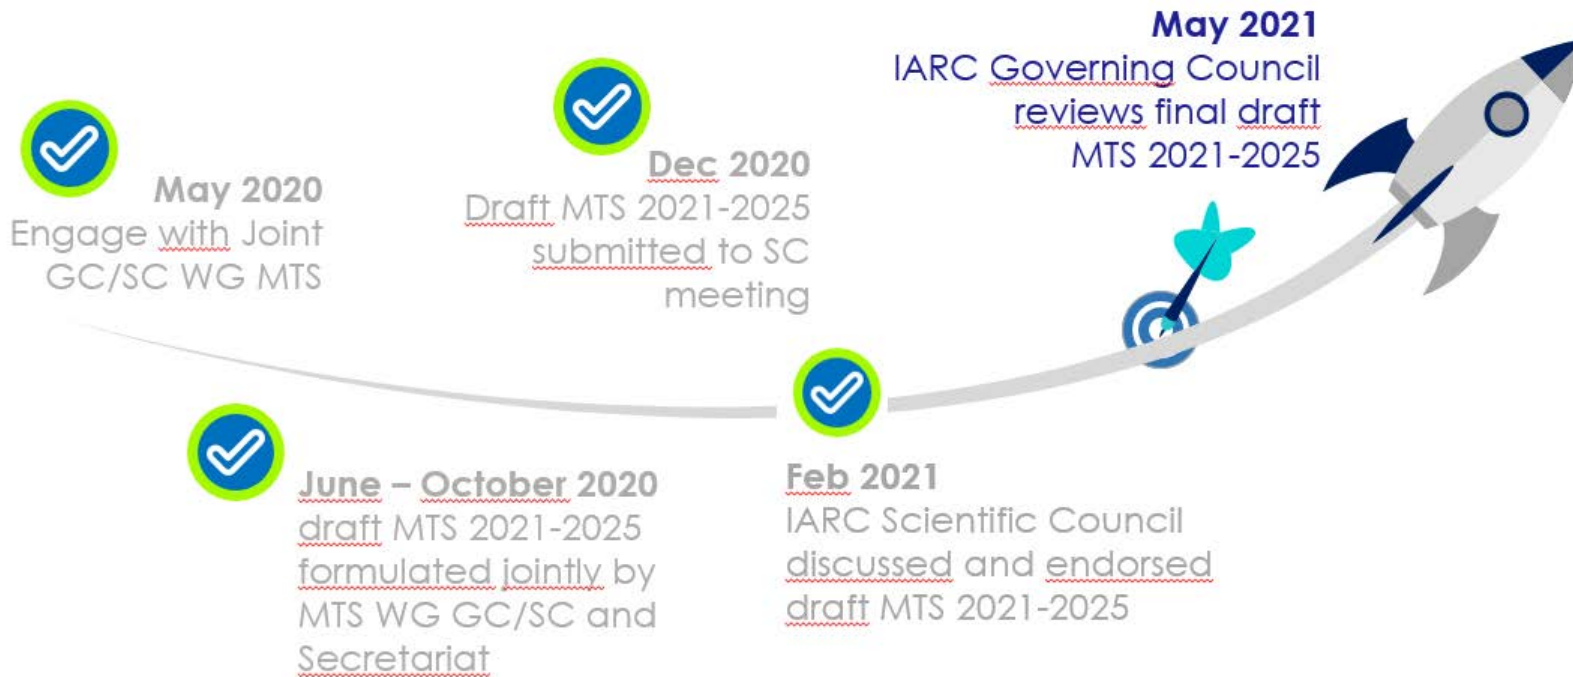 May 2020
Engage with Joint
GC/SC WG MTS
June – October 2020
draft MTS 2021-2025
formulated jointly by
MTS WG GC/SC and
Secretariat
Dec 2020
Draft MTS 2021-2025
submitted to SC
meeting
Feb 2021
IARC Scientific Council
discussed and endorsed
draft MTS 2021-2025
May 2021
IARC Governing Council
reviews final draft
MTS 2021-2025